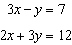 3x − y = 7
2x + 3y = 12